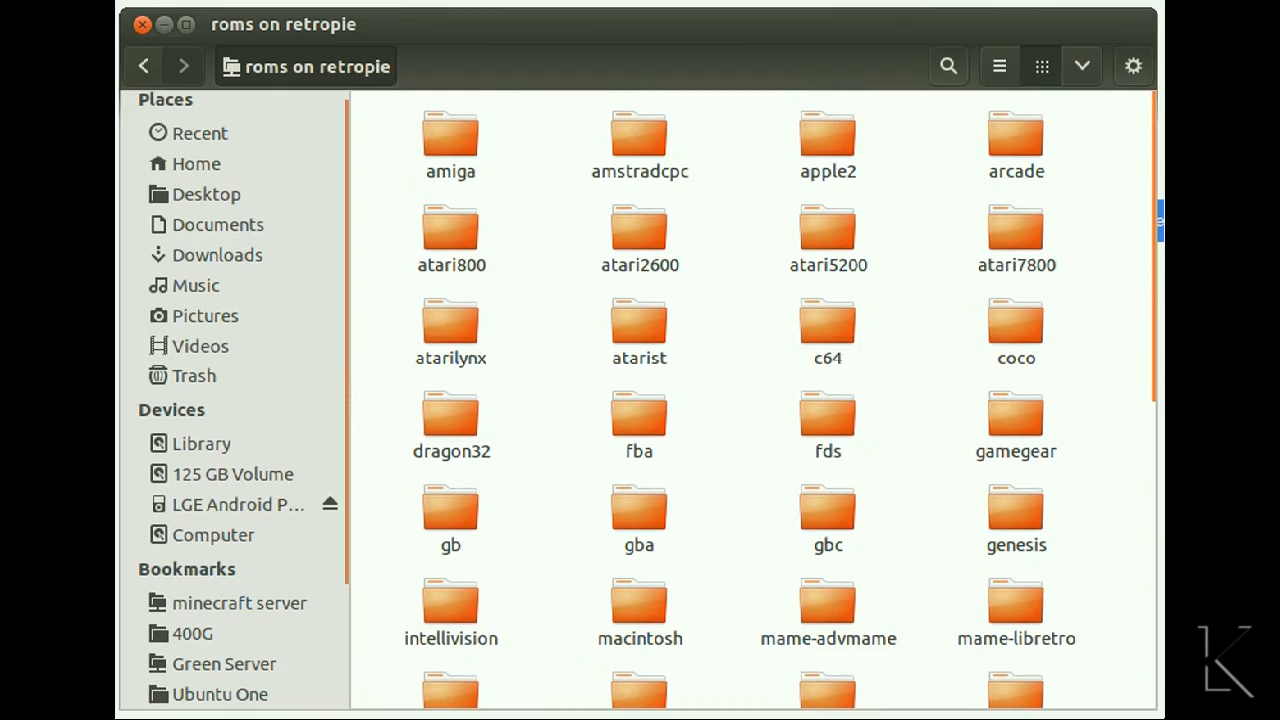 roms on retropie
roms on retropie
Places
Recent
Home
Desktop
Documents
Downloads
Music
Pictures
Videos
Trash
Devices
Library
125 GB Volume
LGE Android P...
Computer
Bookmarks
minecraft server
400G
Green Server
Ubuntu One
amiga amstradcpc apple2 arcade
atari800 atari2600 atari5200 atari7800
atarilynx atarist c64 coco
dragon32 fba fds gamegear
gb gba gbc genesis
intellivision macintosh mame-advmame mame-libretro
K